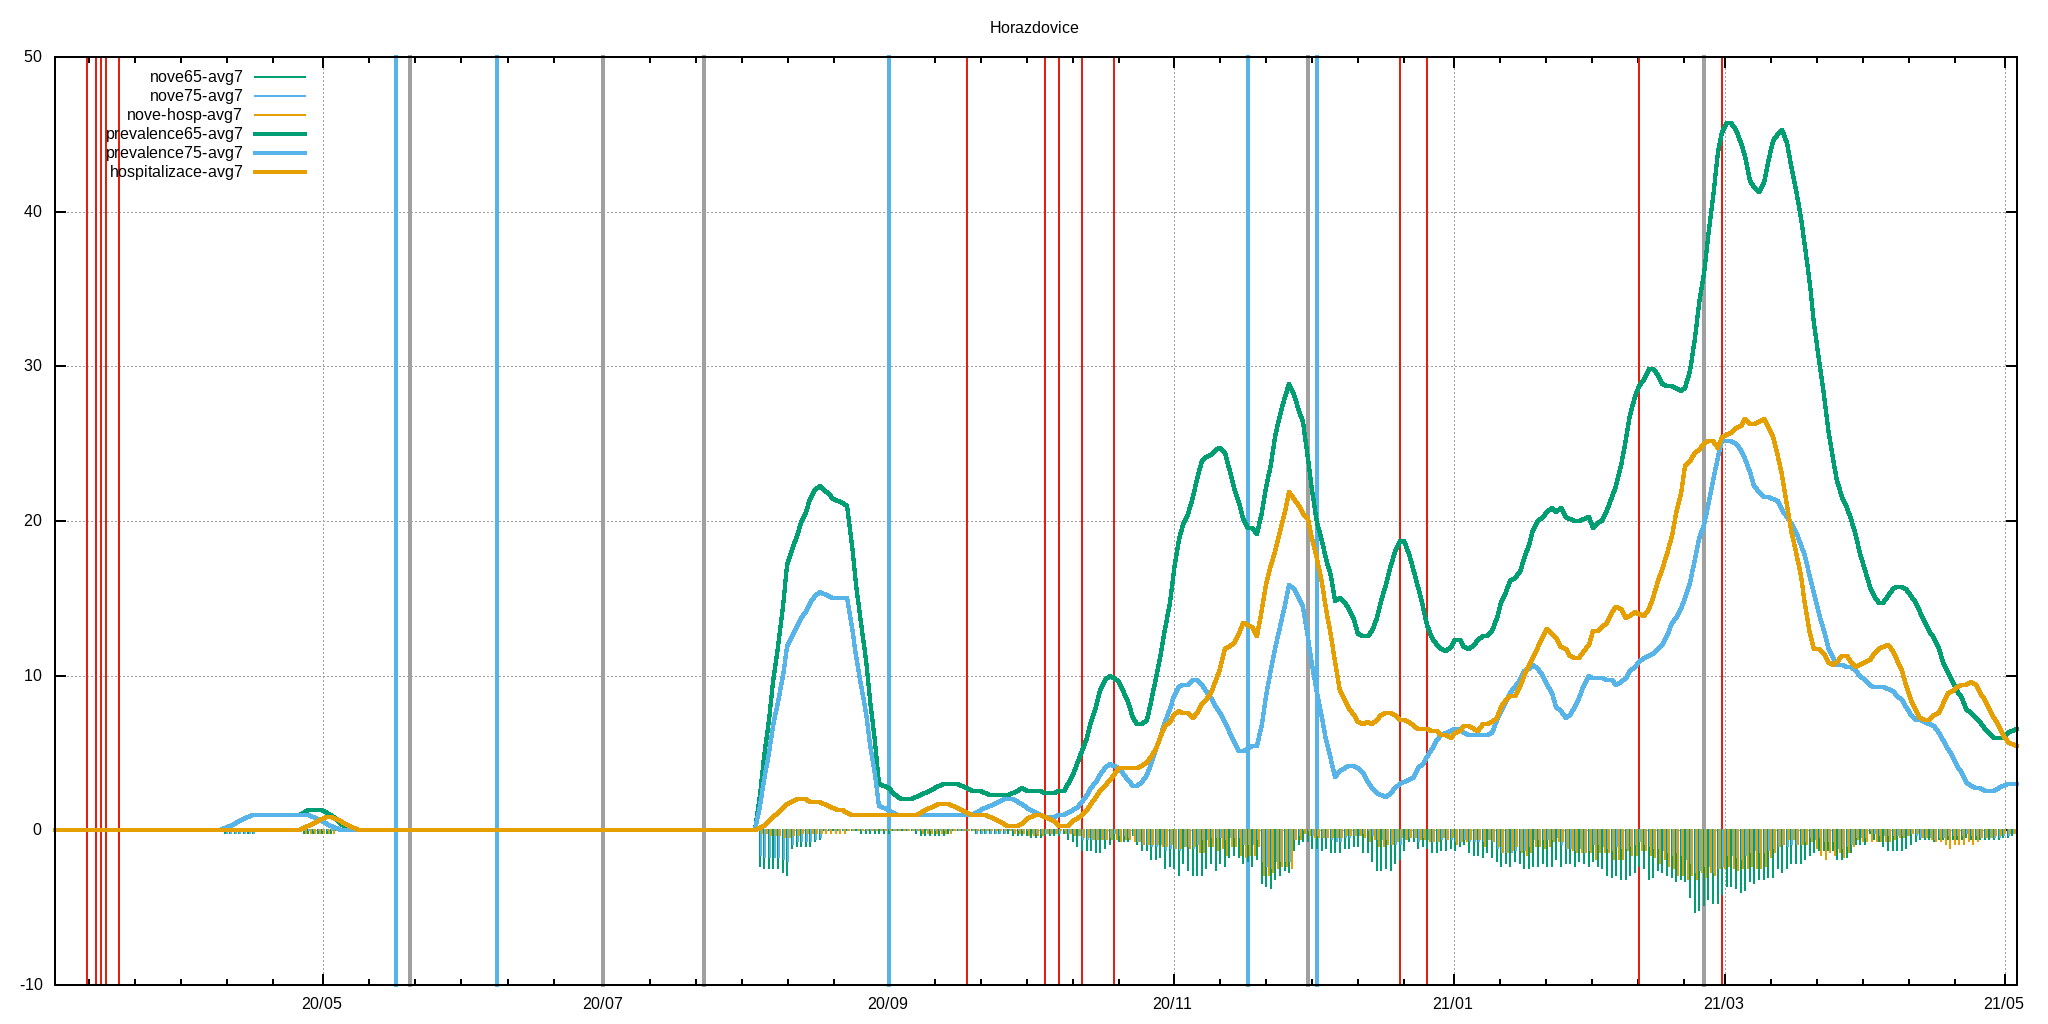 Horazdovice
50
nove65-avg7
nove75-avg7
nove-hosp-avg7
prevalence65-avg7
prevalence75-avg7
hospitalizace-avg7
40
30
20
10
0
-10
20/05 20/07 20/09 20/11 21/01 21/03 21/05